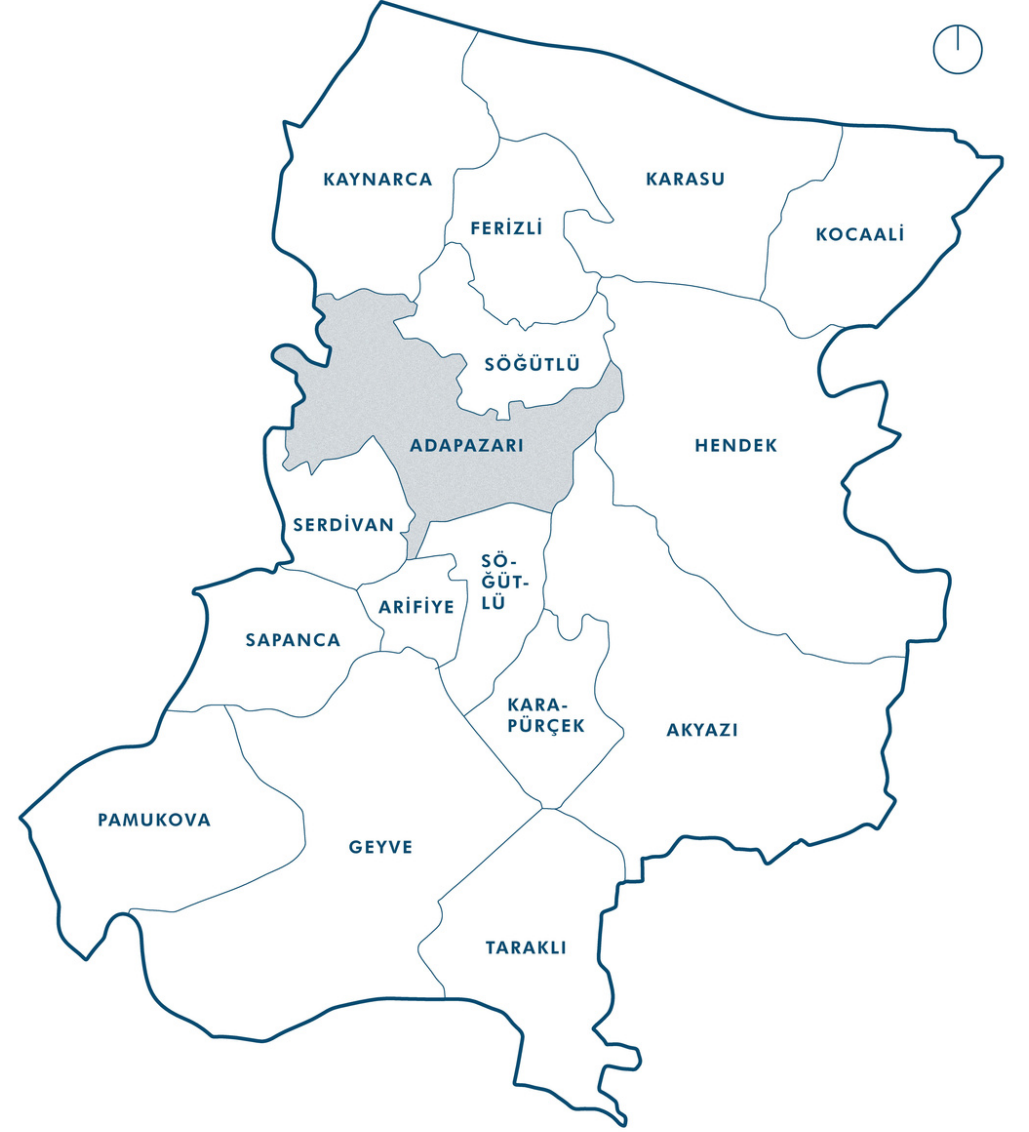 KAYNARCA
KARASU
FERİZLİ
KOCAALİ
SÖĞÜTLÜ
ADAPAZARI
HENDEK
SERDİVAN
SÖ-
ĞÜT-
LÜ
ARİFİYE
SAPANCA
KARA-
PÜRÇEK
AKYAZI
PAMUKOVA
GEYVE
TARAKLI